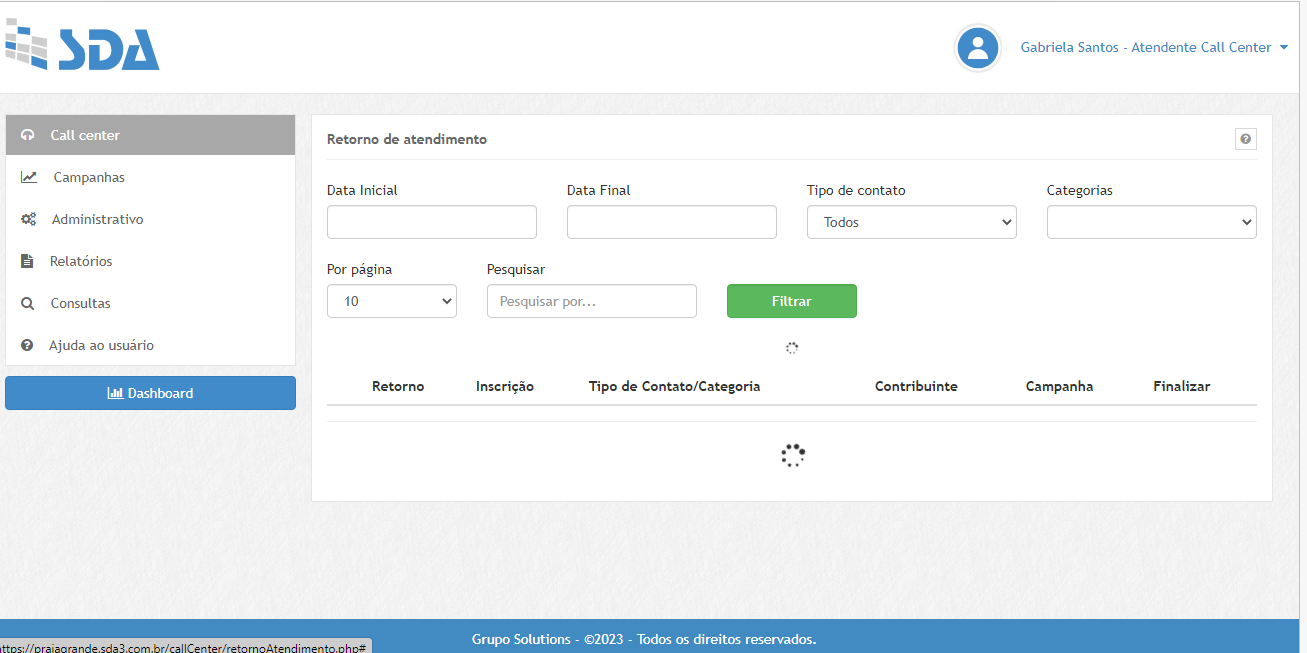 SDA
Gabriela Santos - Atendente Call Center
Call center
Campanhas
Administrativo
Relatórios
Consultas
Ajuda ao usuário
Dashboard
Retorno de atendimento
Data Inicial Data Final Tipo de contato Categorias
Todos
Por página Pesquisar
10 Pesquisar por... Filtrar
Retorno Inscrição Tipo de Contato/Categoria Contribuinte Campanha Finalizar
Grupo Solutions - ©2023 - Todos os direitos reservados.
https://praiagrande.sda3.com.br/callCenter/retornoAtendimento.php#